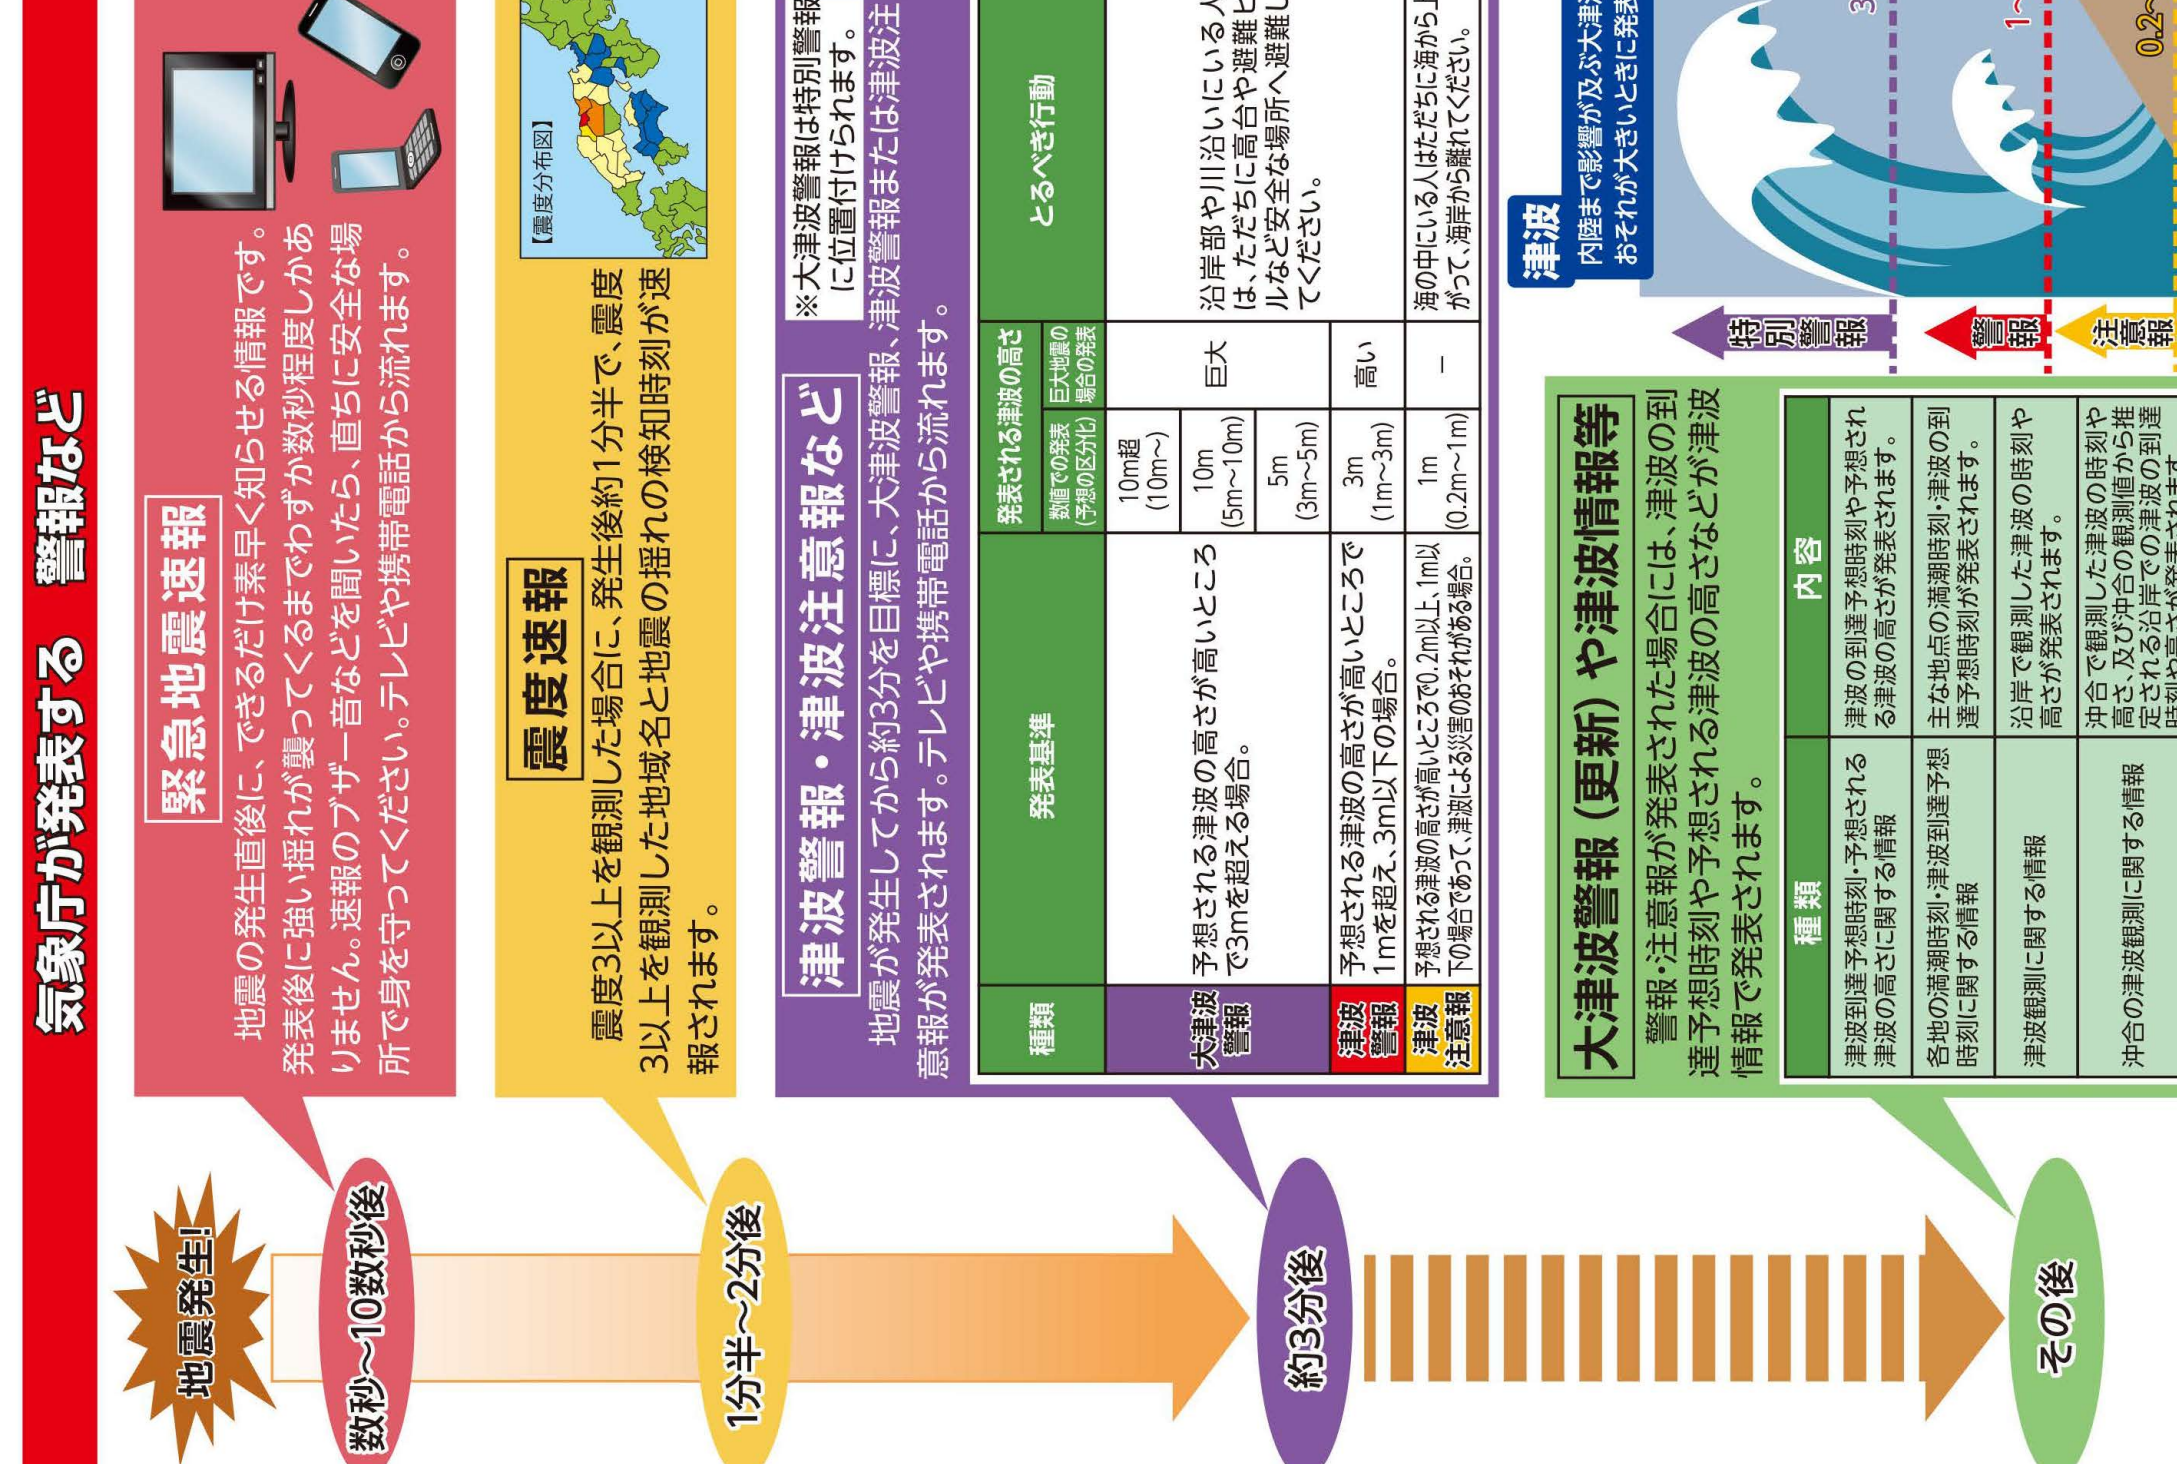 気象庁が発表する 警報など
地震発生!
数秒～10数秒後
緊急地震速報
地震の発生直後に、できるだけ素早く知らせる情報です。
発表後に強い揺れが襲ってくるまでわずか数秒程度しかあ
りません。速報のブザー音などを聞いたら、直ちに安全な場
所で身を守ってください。テレビや携帯電話から流れます。
1分半～2分後
震度速報
震度3以上を観測した場合に、発生後約1分半で、震度
3以上を観測した地域名と地震の揺れの検知時刻が速
報されます。
【震度分布図】
約3分後
津波警報・津波注意報など
※大津波警報は特別警報
に位置付けられます。
地震が発生してから約3分を目標に、大津波警報、津波警報または津波注
意報が発表されます。テレビや携帯電話から流れます。
種類
発表基準
発表される津波の高さ
数値での発表
(予想の区分化)
巨大地震の
場合の発表
とるべき行動
大津波
警報
予想される津波の高さが高いところ
で3mを超える場合。
10m超
(10m～)
10m
(5m～10m)
5m
(3m～5m)
巨大
沿岸部や川沿いにいる人
は、ただちに高台や避難ビ
ルなど安全な場所へ避難し
てください。
津波
警報
予想される津波の高さが高いところで
1mを超え、3m以下の場合。
3m
(1m～3m)
高い
津波
注意報
予想される津波の高さが高いところで0.2m以上、1m以
下の場合であって、津波による災害のおそれがある場合。
1m
(0.2m～1m)
－
海の中にいる人はただちに海から上
がって、海岸から離れてください。
その後
大津波警報(更新)や津波情報等
警報・注意報が発表された場合には、津波の到
達予想時刻や予想される津波の高さなどが津波
情報で発表されます。
種類
内容
津波到達予想時刻・予想される
津波の高さに関する情報
津波の到達予想時刻や予想され
る津波の高さが発表されます。
各地の満潮時刻・津波到達予想
時刻に関する情報
主な地点の満潮時刻・津波の到
達予想時刻が発表されます。
津波観測に関する情報
沿岸で観測した津波の時刻や
高さが発表されます。
沖合の津波観測に関する情報
沖合で観測した津波の時刻や
高さ、及び沖合の観測値から推
定される沿岸での津波の到達
時刻や高さが発表されます。
津波
内陸まで影響が及ぶ大津波
おそれが大きいときに発表
特別警報
警報
注意報
3
1～
0.2～